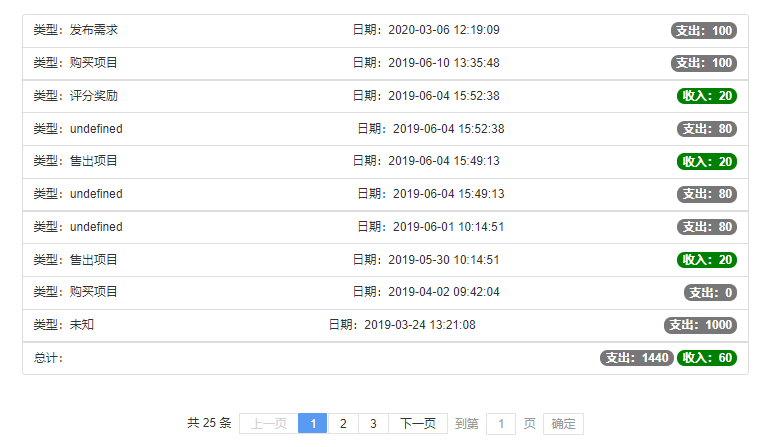 类型：发布需求 日期：2020-03-06 12:19:09 支出：100
类型：购买项目 日期：2019-06-10 13:35:48 支出：100
类型：评分奖励 日期：2019-06-04 15:52:38 收入：20
类型：undefined 日期：2019-06-04 15:52:38 支出：80
类型：售出项目 日期：2019-06-04 15:49:13 收入：20
类型：undefined 日期：2019-06-04 15:49:13 支出：80
类型：undefined 日期：2019-06-01 10:14:51 支出：80
类型：售出项目 日期：2019-05-30 10:14:51 收入：20
类型：购买项目 日期：2019-04-02 09:42:04 支出：0
类型：未知 日期：2019-03-24 13:21:08 支出：1000
总计： 支出：1440 收入：60
共 25 条 上一页 1 2 3 下一页 到第 1 页 确定